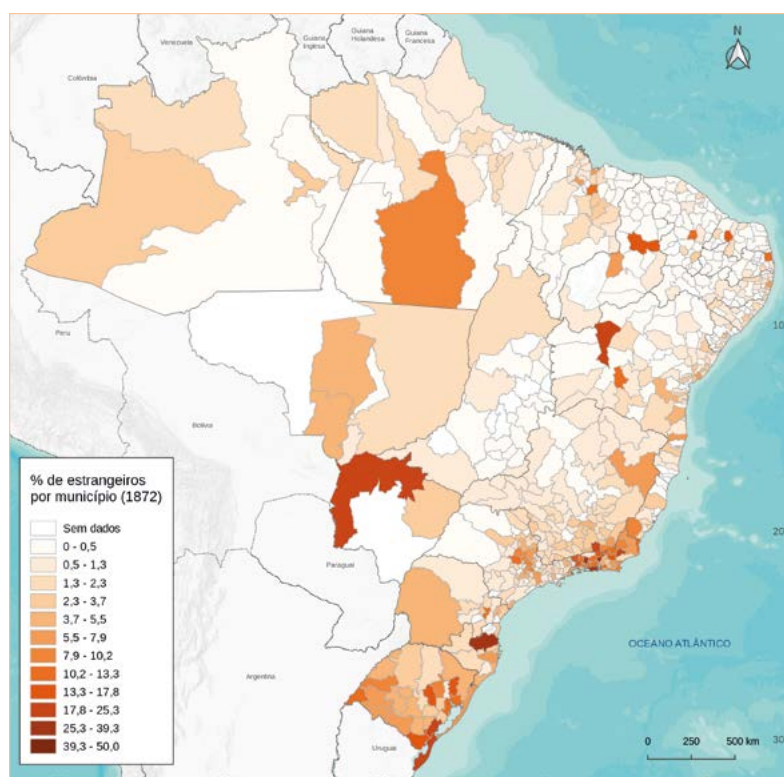 N
Venezuela
Guiana
Inglesa
Guiana
Holandesa
Guiana
Francesa
Colômbia
Peru
Bolívia
Paraguai
Argentina
Uruguai
OCEANO ATLÂNTICO
10
20
30
% de estrangeiros
por município (1872)
Sem dados
0 - 0,5
0,5 - 1,3
1,3 - 2,3
2,3 - 3,7
3,7 - 5,5
5,5 - 7,9
7,9 - 10,2
10,2 - 13,3
13,3 - 17,8
17,8 - 25,3
25,3 - 39,3
39,3 - 50,0
0 250 500 km